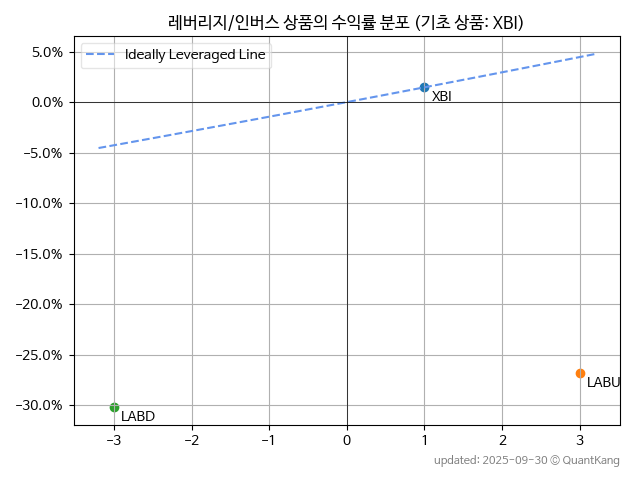 레버리지/인버스 상품의 수익률 분포 (기초 상품: XBI)
5.0%
Ideally Leveraged Line
0.0%
XBI
−5.0%
−10.0%
−15.0%
−20.0%
−25.0%
LABU
−30.0%
LABD
−3 −2 −1 0 1 2 3
updated: 2025-09-30 © QuantKang